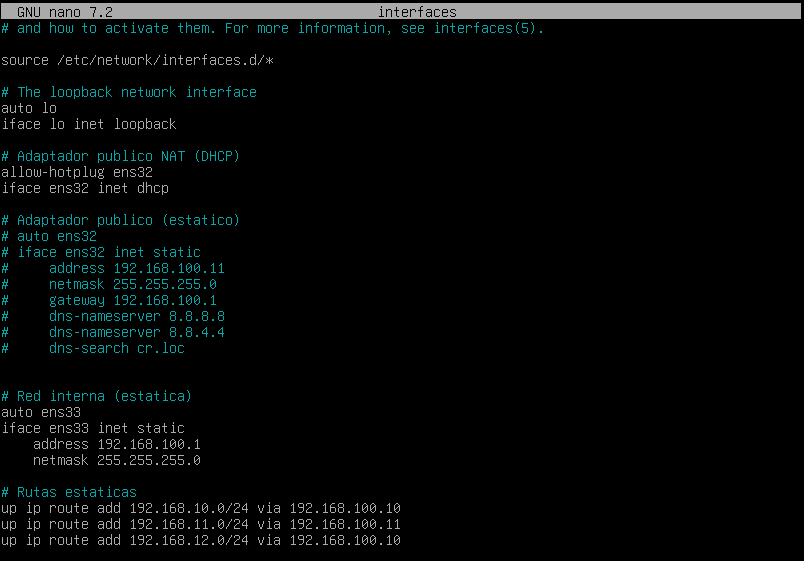 GNU nano 7.2 interfaces
# and how to activate them. For more information, see interfaces(5).
source /etc/network/interfaces.d/*
# The loopback network interface
auto lo
iface lo inet loopback
# Adaptador publico NAT (DHCP)
allow-hotplug ens32
iface ens32 inet dhcp
# Adaptador publico (estatico)
# auto ens32
# iface ens32 inet static
#     address 192.168.100.11
#     netmask 255.255.255.0
#     gateway 192.168.100.1
#     dns-nameserver 8.8.8.8
#     dns-nameserver 8.8.4.4
#     dns-search cr.loc
# Red interna (estatica)
auto ens33
iface ens33 inet static
    address 192.168.100.1
    netmask 255.255.255.0
# Rutas estaticas
up ip route add 192.168.10.0/24 via 192.168.100.10
up ip route add 192.168.11.0/24 via 192.168.100.11
up ip route add 192.168.12.0/24 via 192.168.100.10